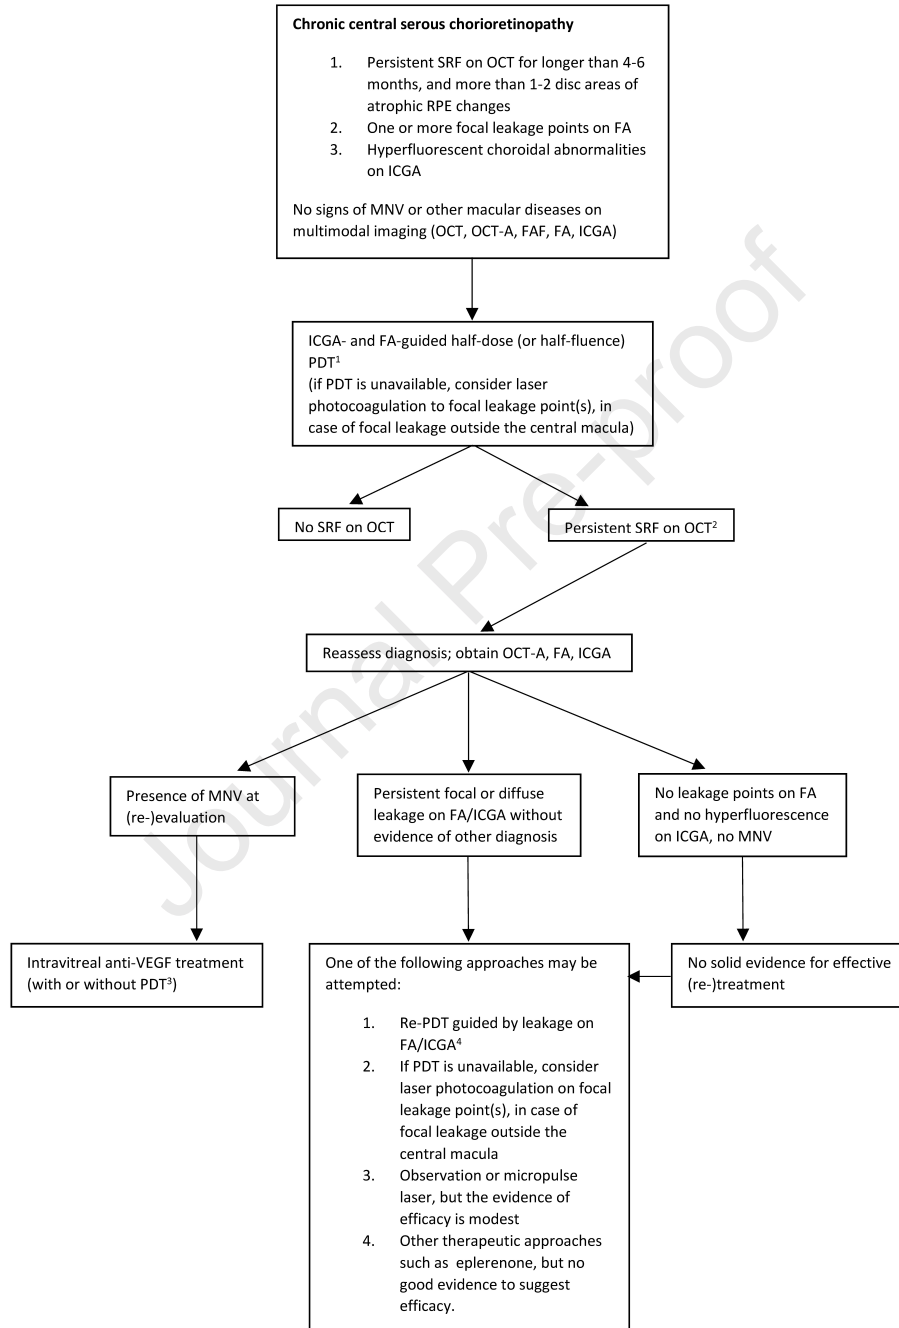 Chronic central serous chorioretinopathy
1. Persistent SRF on OCT for longer than 4-6
months, and more than 1-2 disc areas of
atrophic RPE changes
2. One or more focal leakage points on FA
3. Hyperfluorescent choroidal abnormalities
on ICGA
No signs of MNV or other macular diseases on
multimodal imaging (OCT, OCT-A, FAF, FA, ICGA)
ICGA- and FA-guided half-dose (or half-fluence)
PDT¹
(if PDT is unavailable, consider laser
photocoagulation to focal leakage point(s), in
case of focal leakage outside the central macula)
No SRF on OCT
Persistent SRF on OCT²
Reassess diagnosis; obtain OCT-A, FA, ICGA
Presence of MNV at
(re-)evaluation
Persistent focal or diffuse
leakage on FA/ICGA without
evidence of other diagnosis
No leakage points on FA
and no hyperfluorescence
on ICGA, no MNV
Intravitreal anti-VEGF treatment
(with or without PDT³)
One of the following approaches may be
attempted:
1. Re-PDT guided by leakage on
FA/ICGA⁴
2. If PDT is unavailable, consider
laser photocoagulation on focal
leakage point(s), in case of
focal leakage outside the
central macula
3. Observation or micropulse
laser, but the evidence of
efficacy is modest
4. Other therapeutic approaches
such as eplerenone, but no
good evidence to suggest
efficacy.
No solid evidence for effective
(re-)treatment
Journal Pre-proof